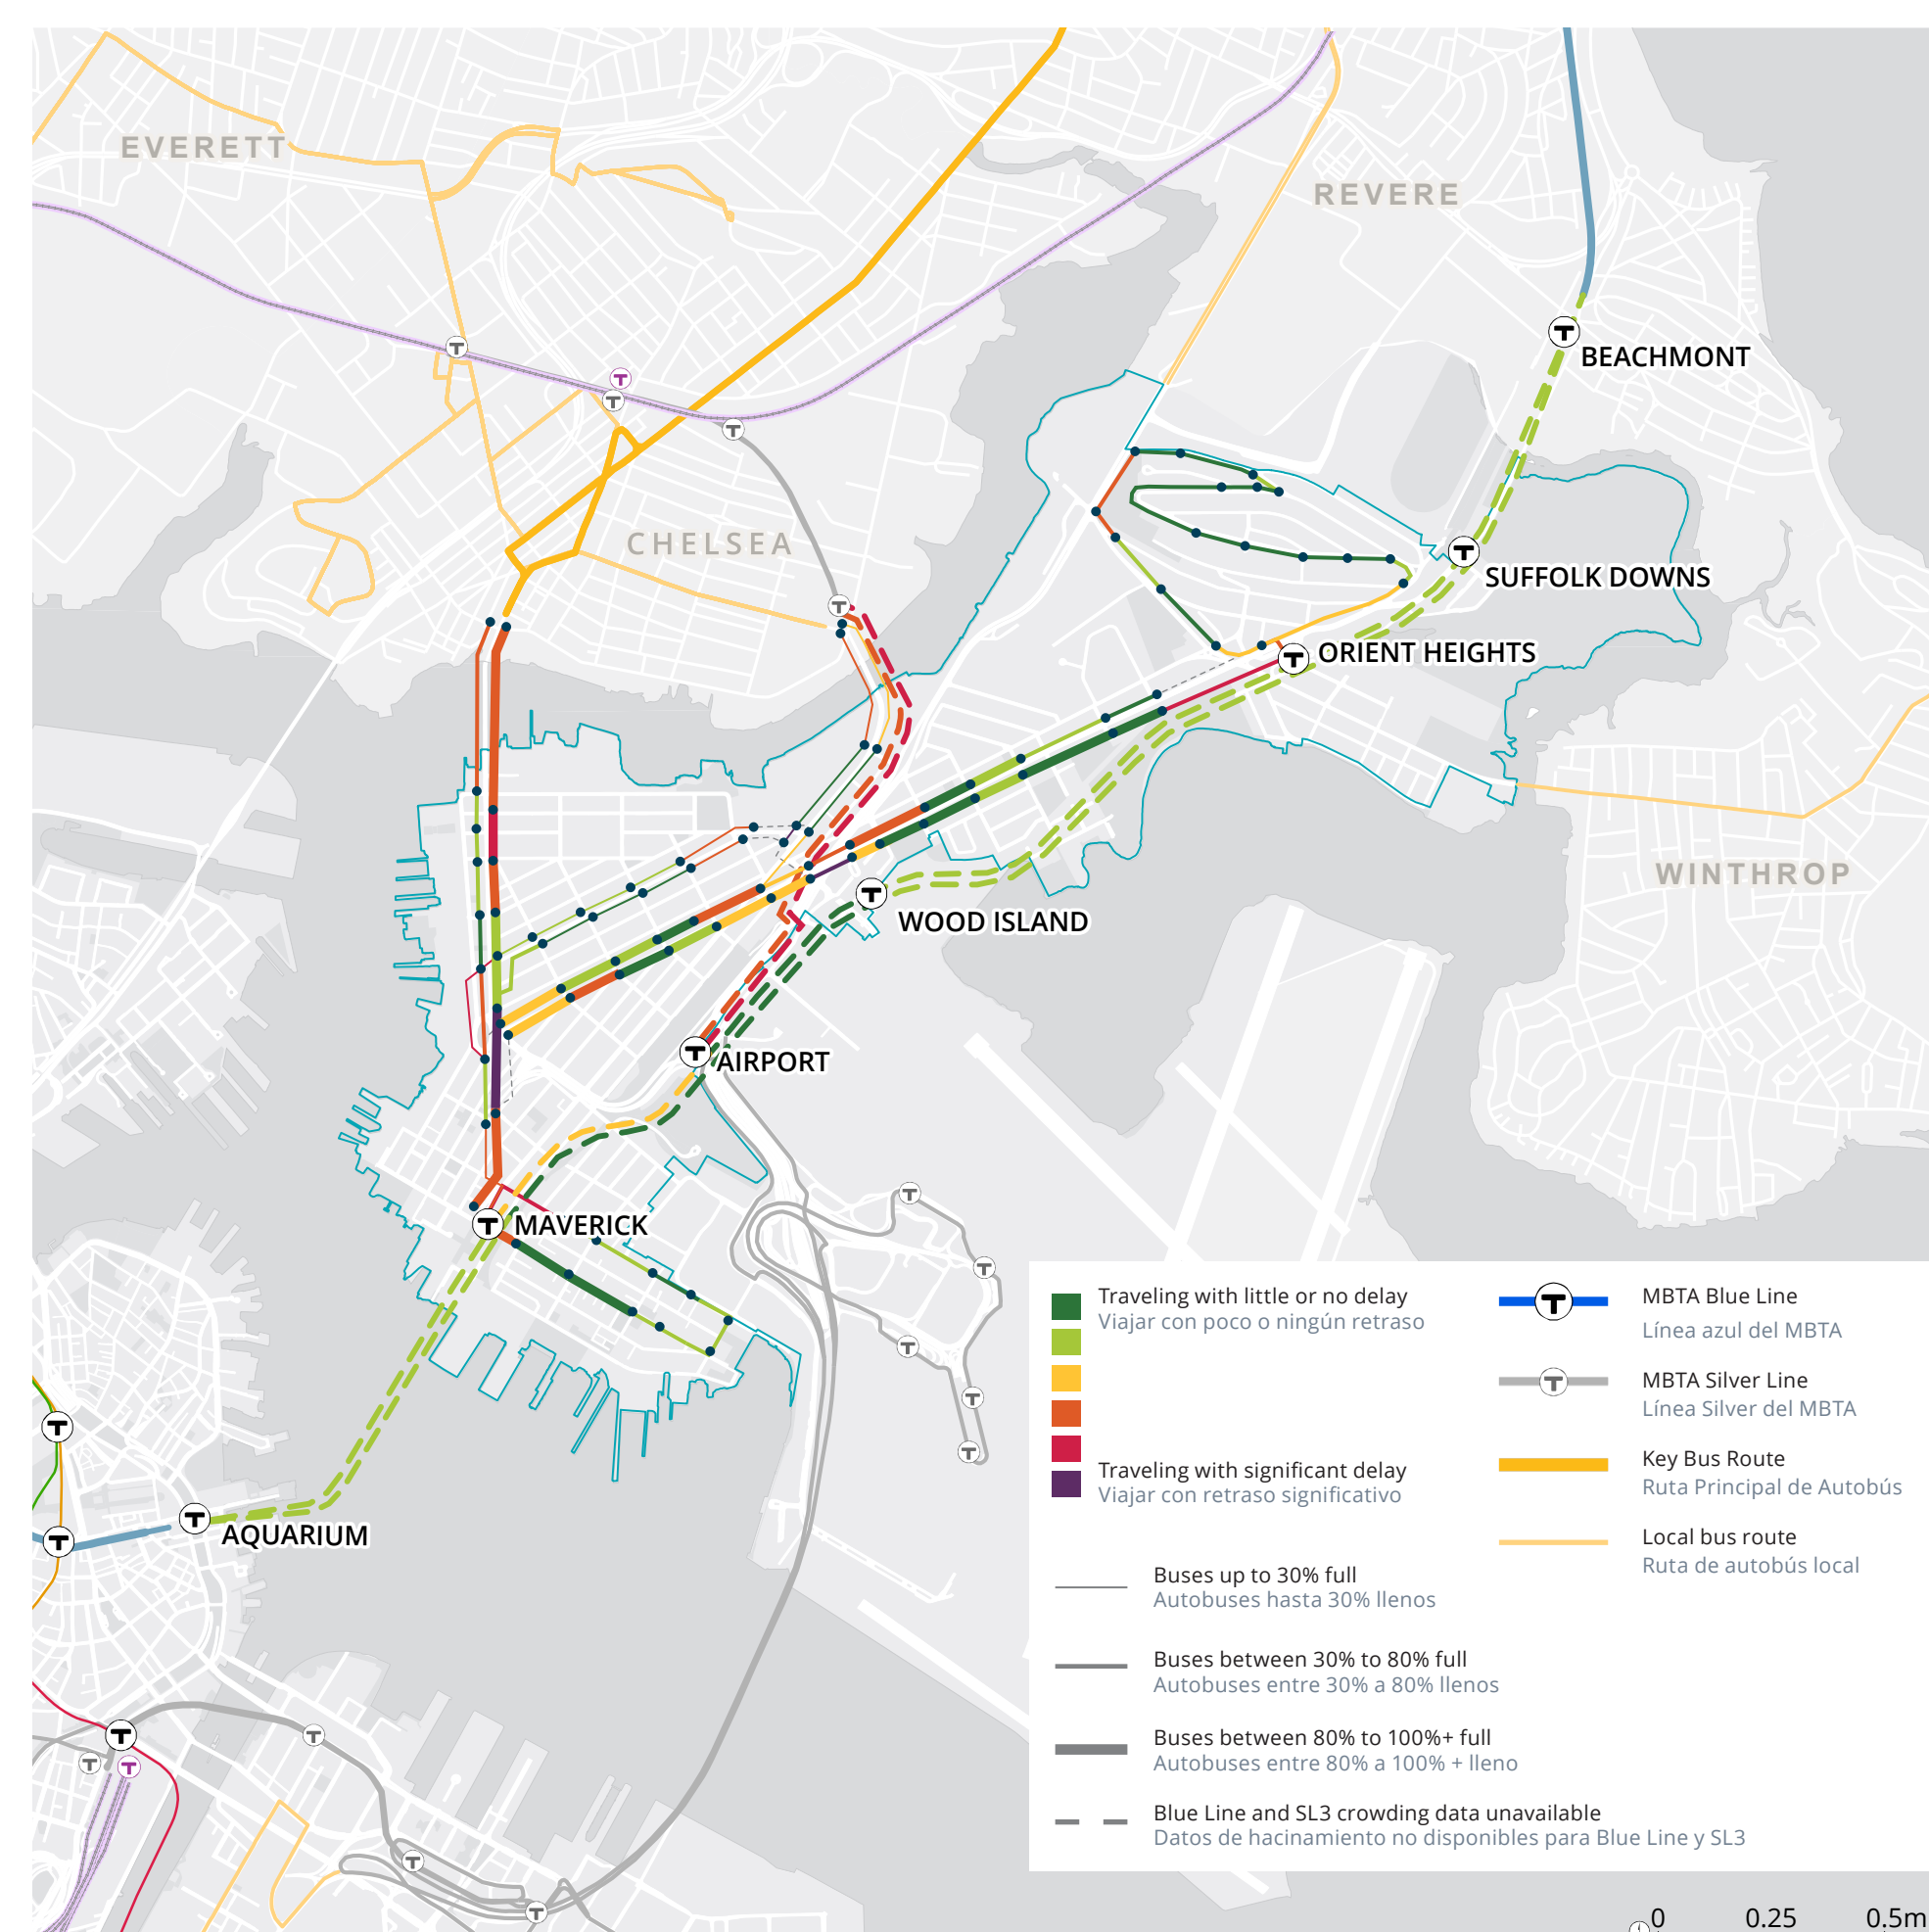 EVERETT
REVERE
BEACHMONT
CHELSEA
SUFFOLK DOWNS
ORIENT HEIGHTS
WINTHROP
WOOD ISLAND
AIRPORT
MAVERICK
AQUARIUM
Traveling with little or no delay
Viajar con poco o ningún retraso
Traveling with significant delay
Viajar con retraso significativo
Buses up to 30% full
Autobuses hasta 30% llenos
Buses between 30% to 80% full
Autobuses entre 30% a 80% llenos
Buses between 80% to 100%+ full
Autobuses entre 80% a 100% + lleno
Blue Line and SL3 crowding data unavailable
Datos de hacinamiento no disponibles para Blue Line y SL3
MBTA Blue Line
Línea azul del MBTA
MBTA Silver Line
Línea Silver del MBTA
Key Bus Route
Ruta Principal de Autobús
Local bus route
Ruta de autobús local
0 0.25 0.5m